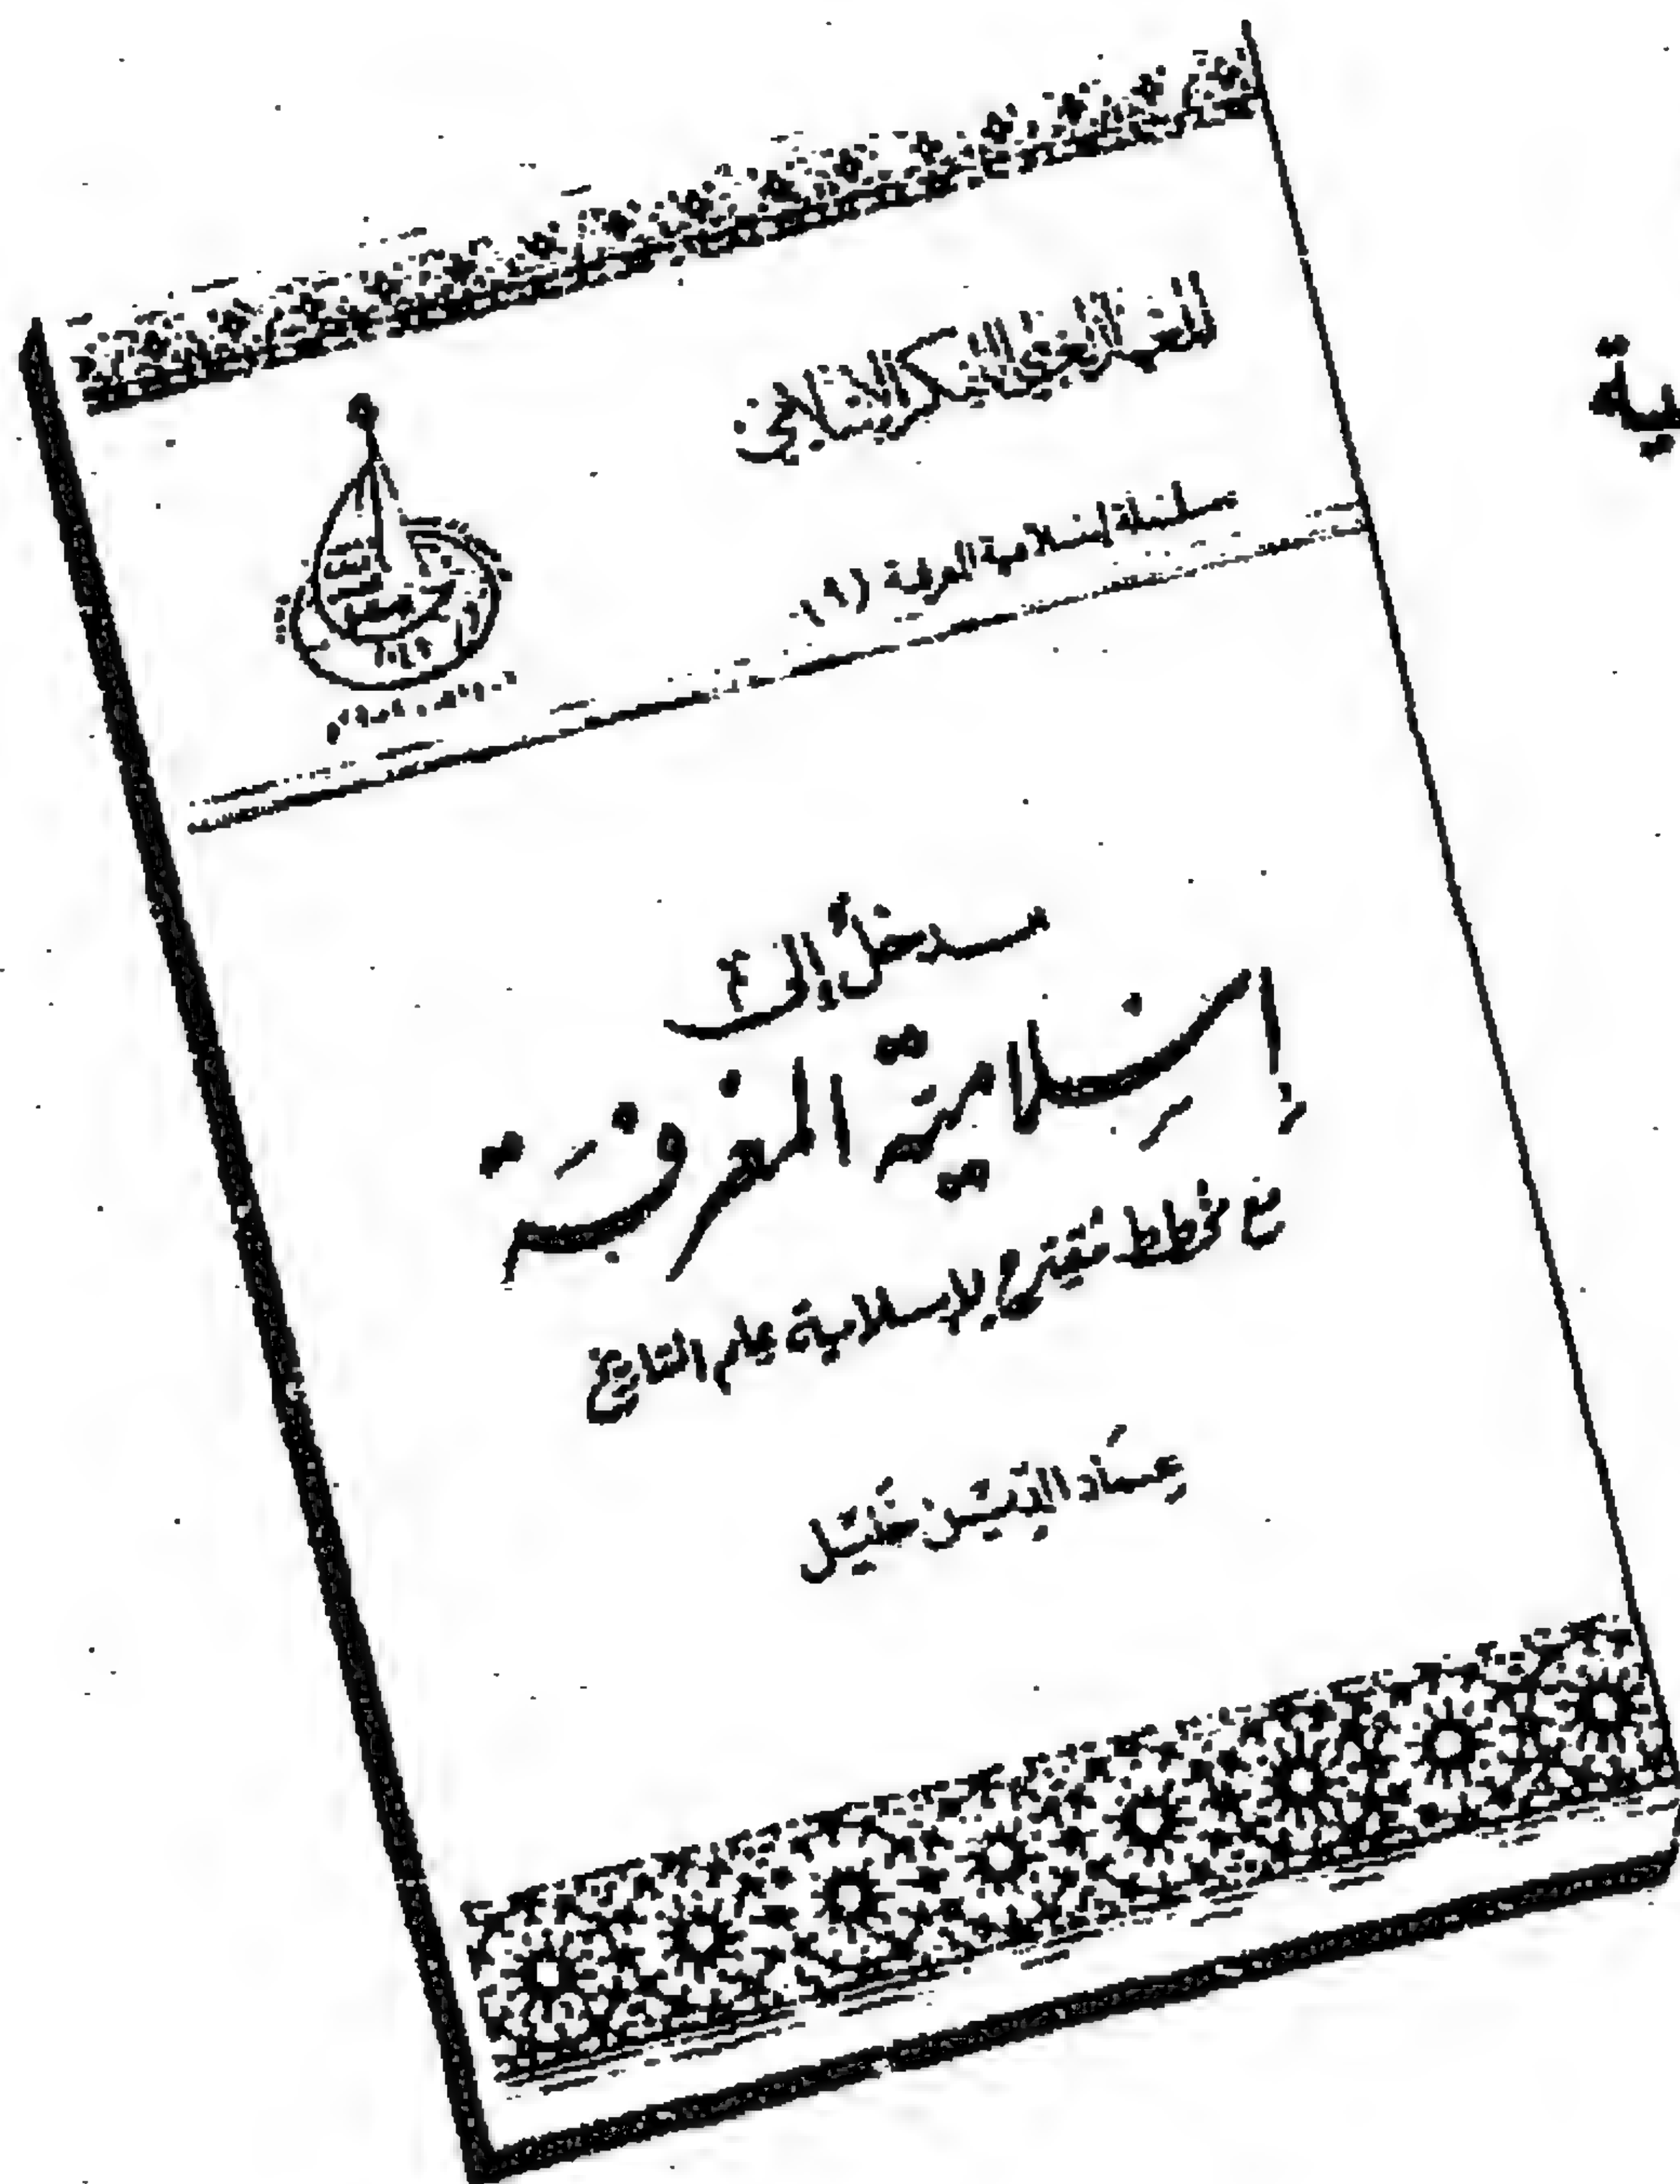 المعهد العالمي للفكر الإسلامي
سلسلة إسلامية المعرفة (٩)
مدخل إلى
إسلامية المعرفة
مع مخطط مقترح لإسلامية علم التاريخ
عماد الدين خليل
ية